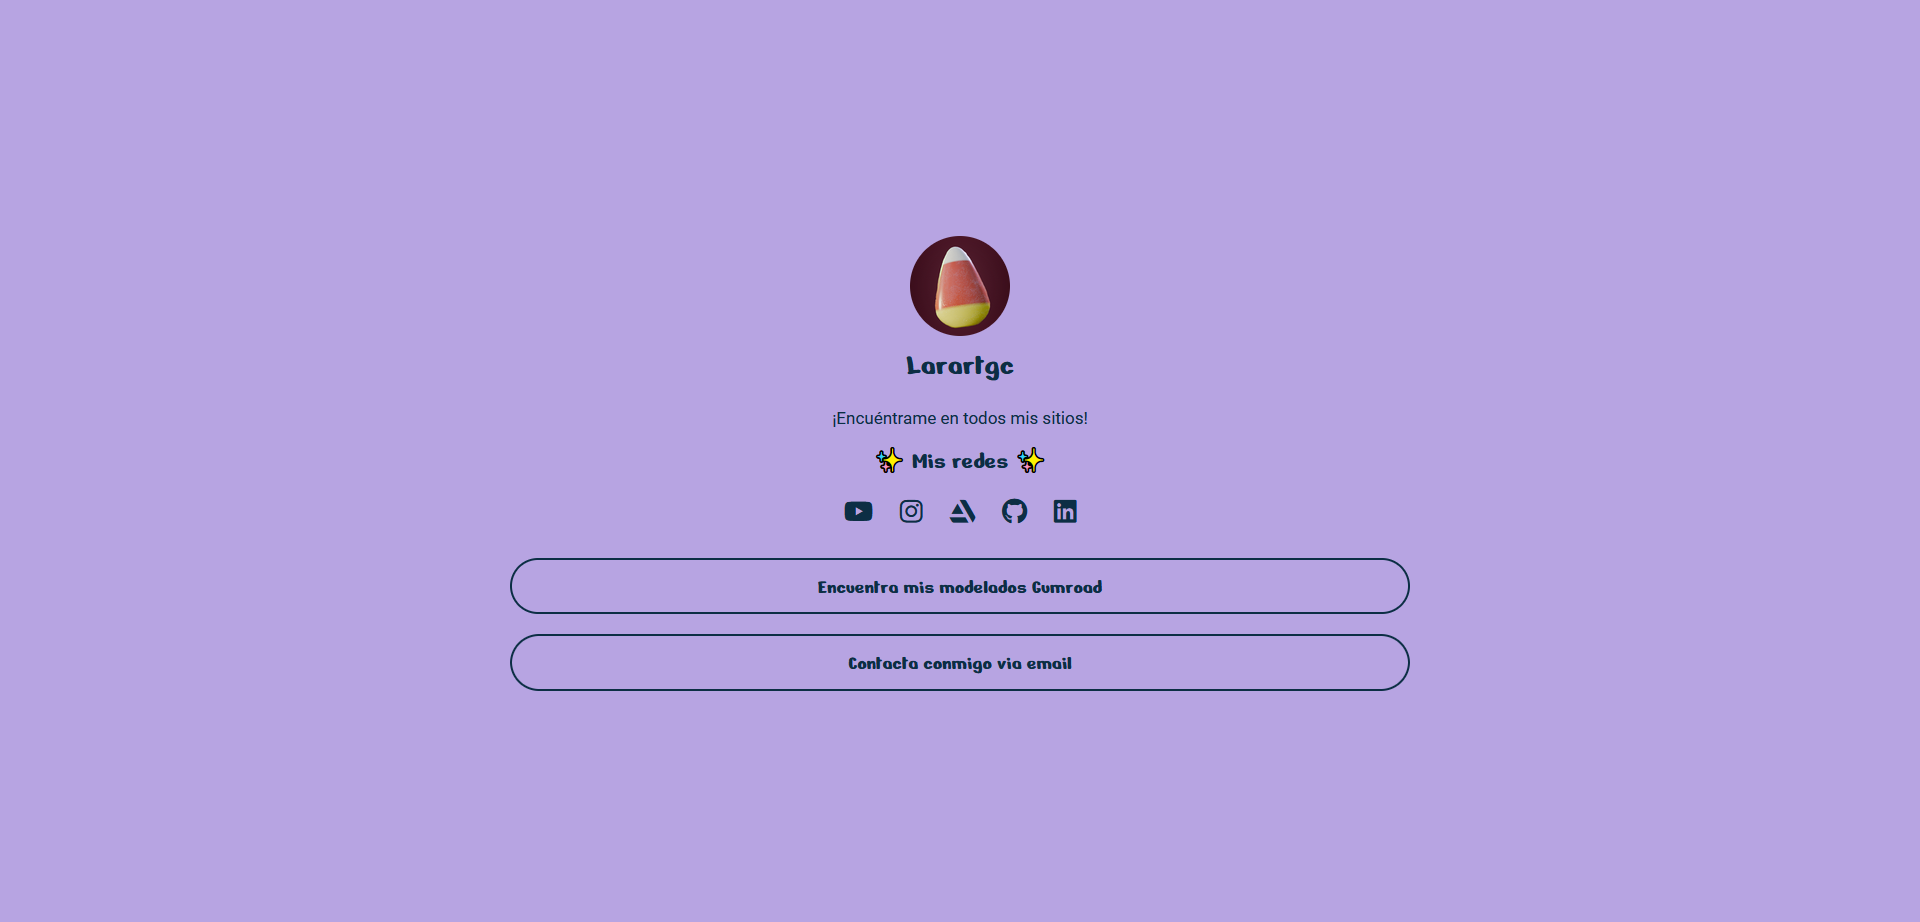 Larartgc
¡Encuéntrame en todos mis sitios!
✨ Mis redes ✨
Encuentra mis modelados Gumroad
Contacta conmigo via email